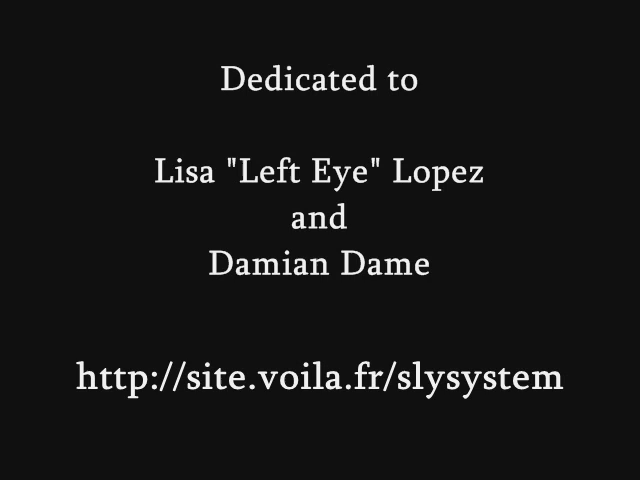 Dedicated to
Lisa "Left Eye" Lopez
and
Damian Dame
http://site.voila.fr/slysystem